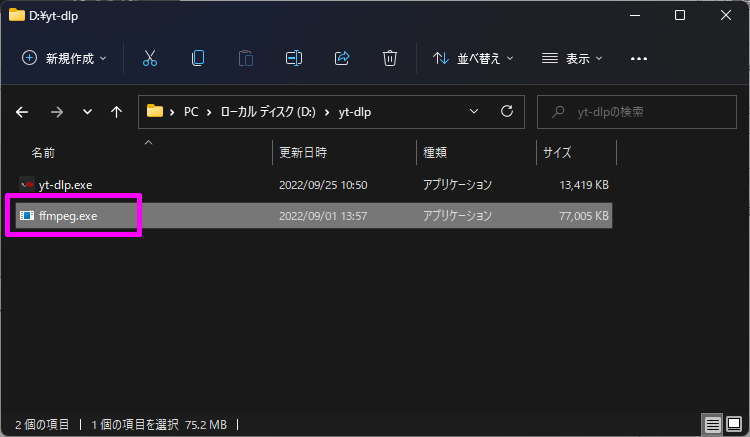 D:¥yt-dlp
新規作成 並べ替え 表示
PC ローカル ディスク (D:) yt-dlp yt-dlpの検索
名前 更新日時 種類 サイズ
yt-dlp.exe 2022/09/25 10:50 アプリケーション 13,419 KB
ffmpeg.exe 2022/09/01 13:57 アプリケーション 77,005 KB
2 個の項目 1 個の項目を選択 75.2 MB